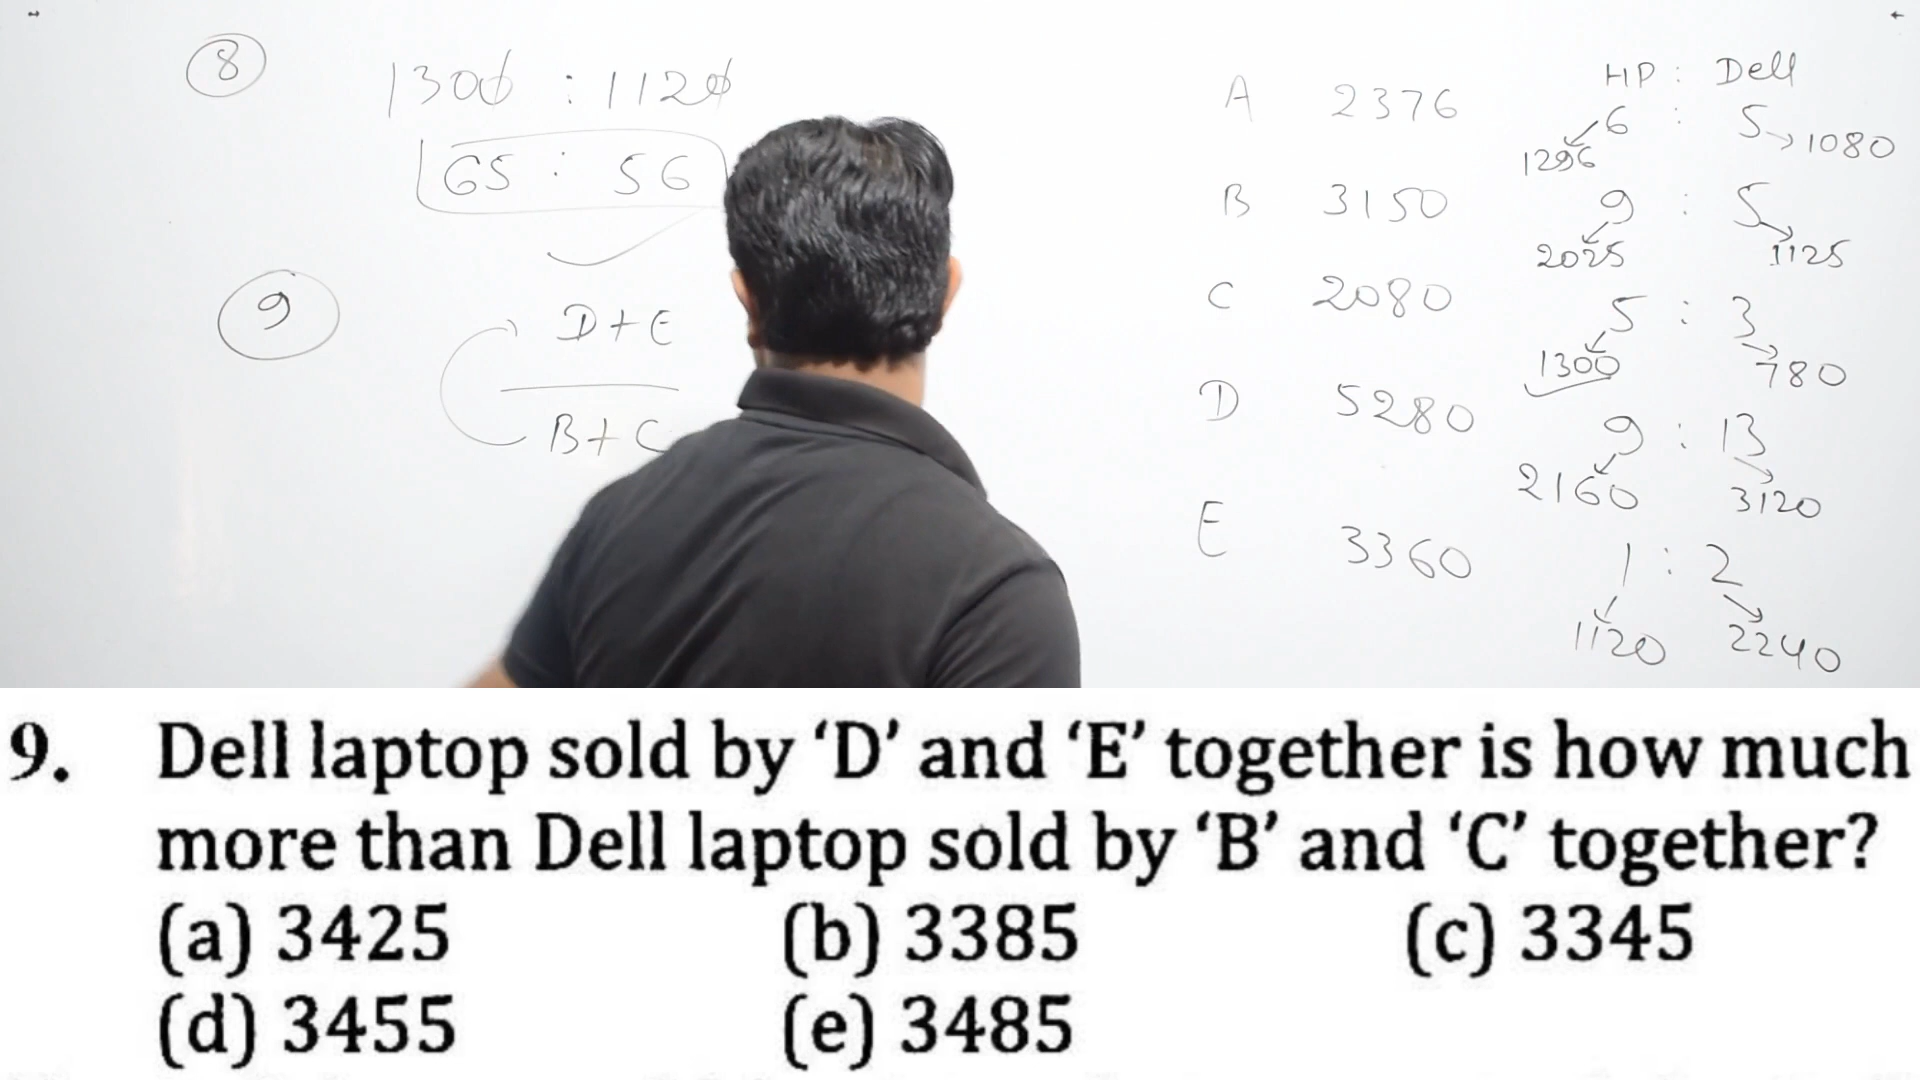 8
1300 : 1120
65 : 56
9
D+E
B+C
HP : Dell
A 2376 6 : 5 → 1080
1296
B 3150 9 : 5
2025 1125
C 2080 5 : 3
1300 780
D 5280 9 : 13
2160 3120
E 3360 1 : 2
1120 2240
9. Dell laptop sold by ‘D’ and ‘E’ together is how much
more than Dell laptop sold by ‘B’ and ‘C’ together?
(a) 3425 (b) 3385 (c) 3345
(d) 3455 (e) 3485